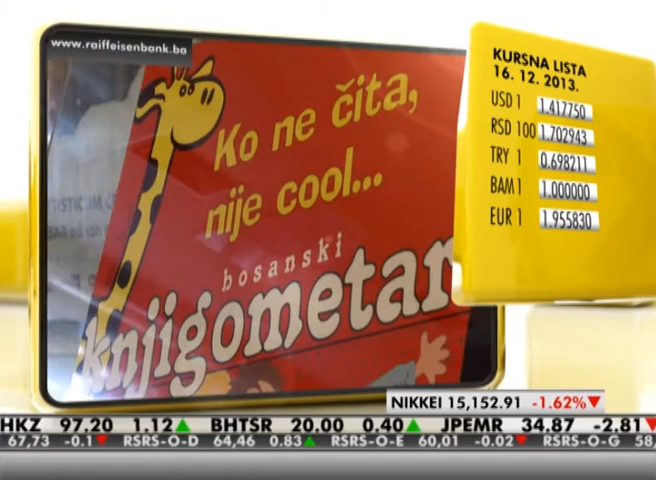 www.raiffeisenbank.ba
Ko ne čita,
nije cool...
bosanski
knjigometar
KURSNA LISTA
16. 12. 2013.
USD 1 1.417750
RSD 100 1.702943
TRY 1 0.698211
BAM 1 1.000000
EUR 1 1.955830
NIKKEI 15,152.91 -1.62%
HKZ 97.20 1.12 BHTSR 20.00 0.40 JPEMR 34.87 -2.81
67,73 -0.1 RSRS-O-D 64,46 0.83 RSRS-O-E 60,01 -0.02 RSRS-O-G 58,